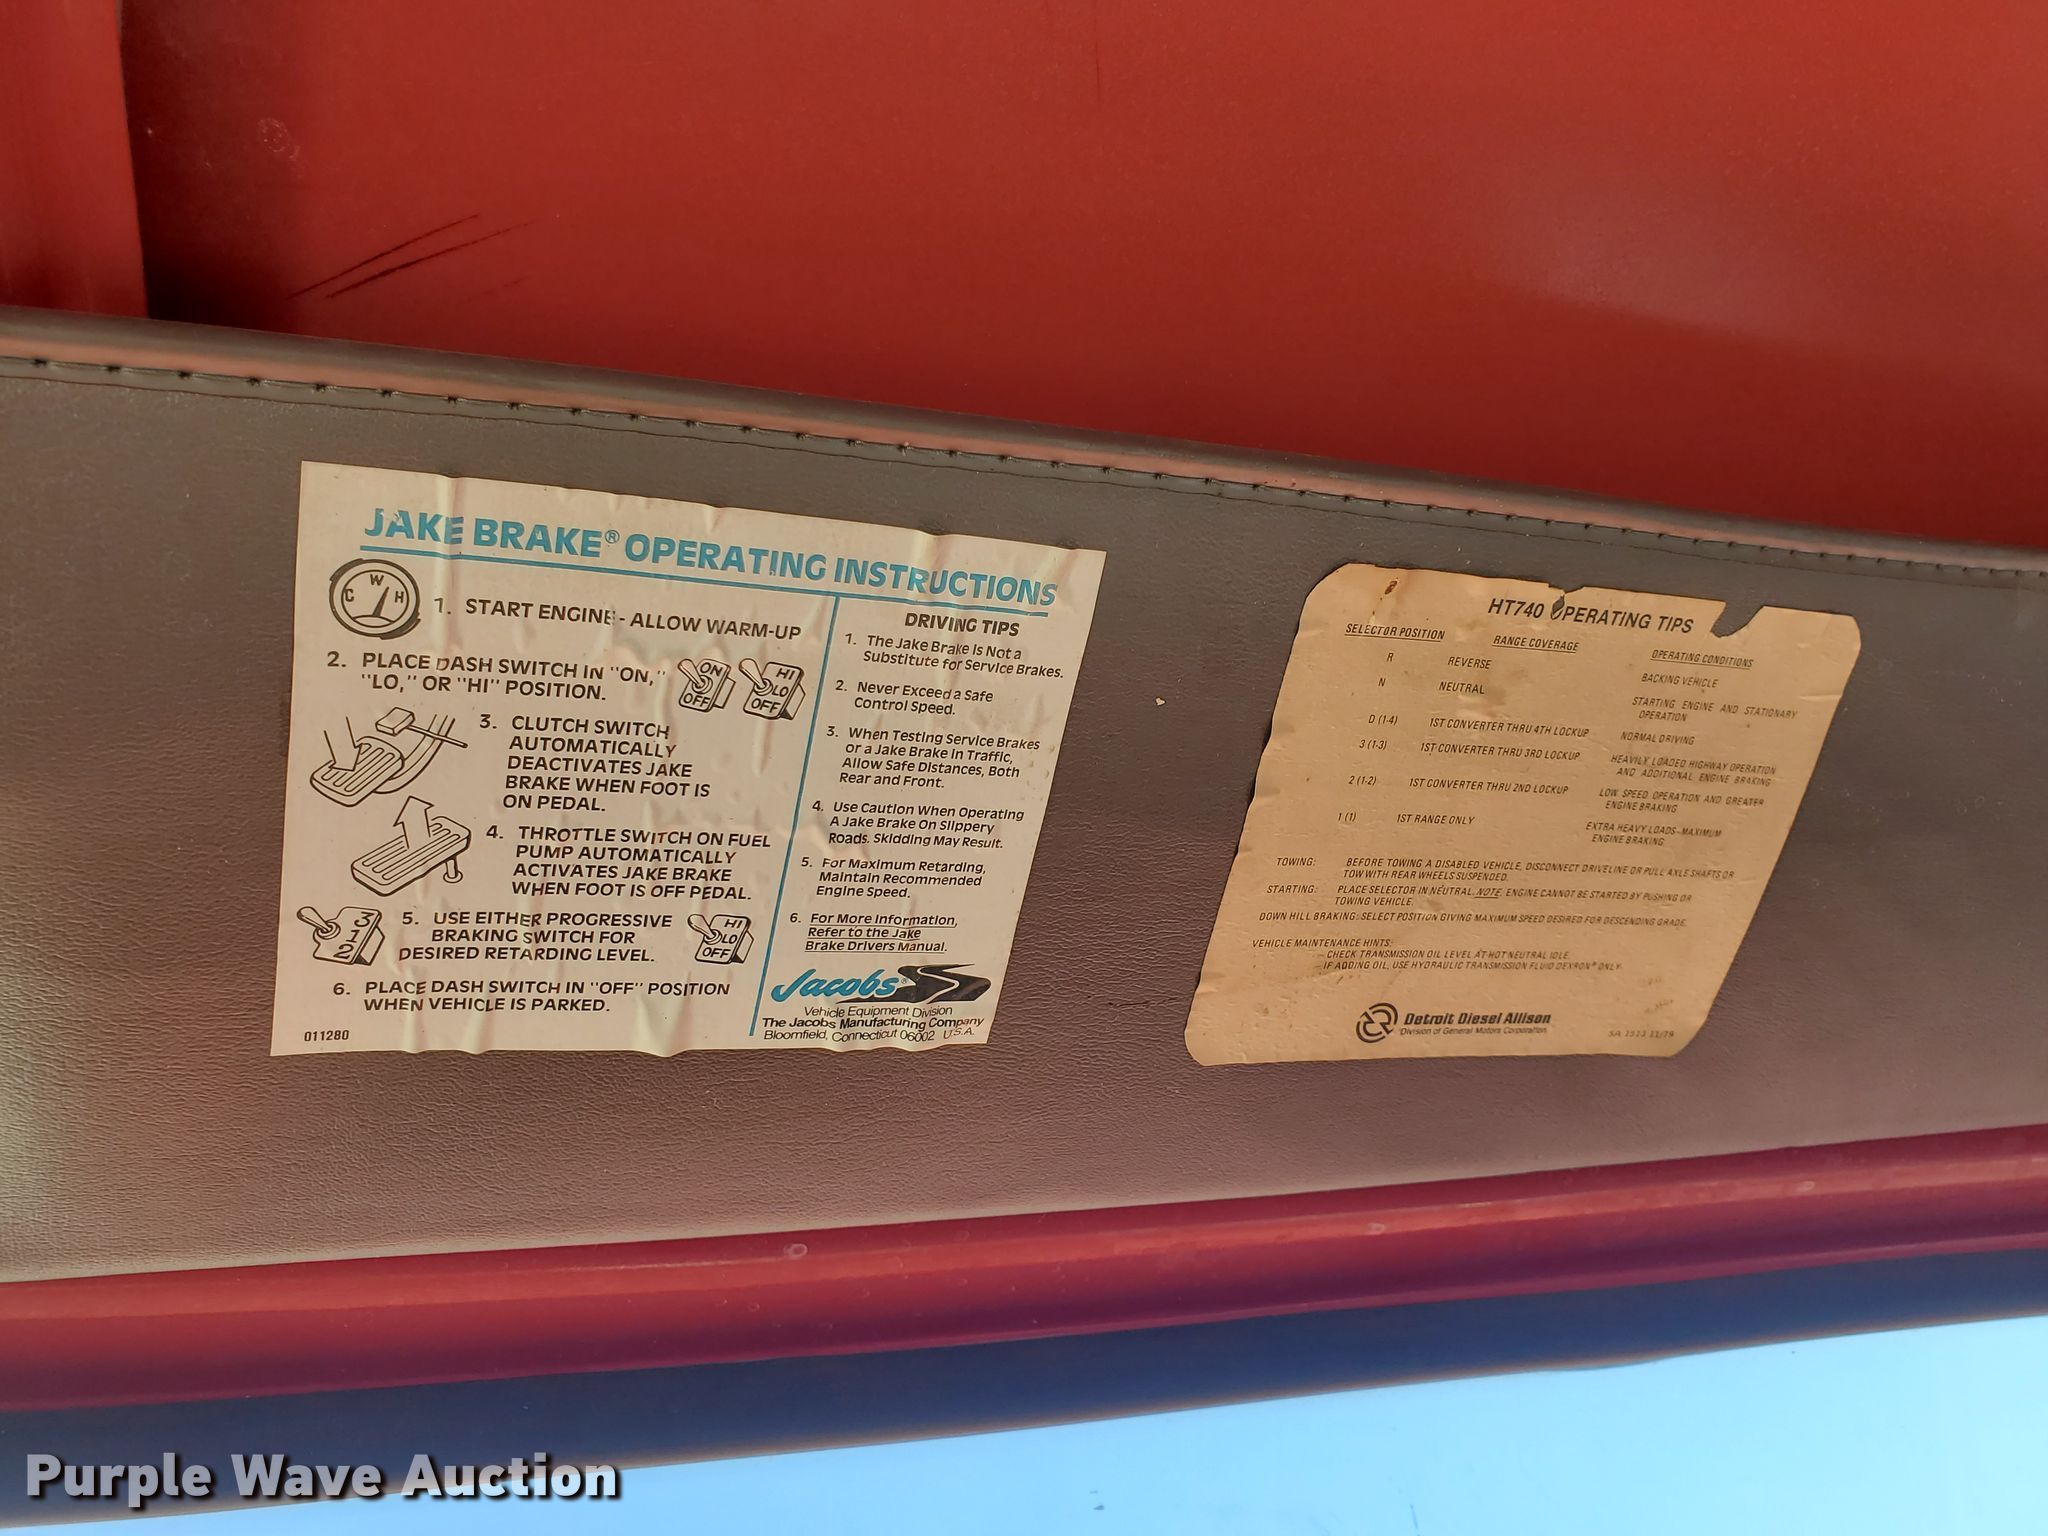 JAKE BRAKE® OPERATING INSTRUCTIONS
C W H
1. START ENGINE - ALLOW WARM-UP
2. PLACE DASH SWITCH IN "ON,"
"LO," OR "HI" POSITION.
ON
OFF
HI
LO
OFF
3. CLUTCH SWITCH
AUTOMATICALLY
DEACTIVATES JAKE
BRAKE WHEN FOOT IS
ON PEDAL.
4. THROTTLE SWITCH ON FUEL
PUMP AUTOMATICALLY
ACTIVATES JAKE BRAKE
WHEN FOOT IS OFF PEDAL.
3
1
2
5. USE EITHER PROGRESSIVE
BRAKING SWITCH FOR
DESIRED RETARDING LEVEL.
HI
LO
OFF
6. PLACE DASH SWITCH IN "OFF" POSITION
WHEN VEHICLE IS PARKED.
011280
DRIVING TIPS
1. The Jake Brake Is Not a
Substitute for Service Brakes.
2. Never Exceed a Safe
Control Speed.
3. When Testing Service Brakes
or a Jake Brake In Traffic,
Allow Safe Distances, Both
Rear and Front.
4. Use Caution When Operating
A Jake Brake On Slippery
Roads. Skidding May Result.
5. For Maximum Retarding,
Maintain Recommended
Engine Speed.
6. For More Information,
Refer to the Jake
Brake Drivers Manual.
Jacobs®
Vehicle Equipment Division
The Jacobs Manufacturing Company
Bloomfield, Connecticut 06002 U.S.A.
HT740 OPERATING TIPS
SELECTOR POSITION RANGE COVERAGE OPERATING CONDITIONS
R REVERSE BACKING VEHICLE
N NEUTRAL STARTING ENGINE AND STATIONARY
OPERATION
D (1-4) 1ST CONVERTER THRU 4TH LOCKUP NORMAL DRIVING
3 (1-3) 1ST CONVERTER THRU 3RD LOCKUP HEAVILY LOADED HIGHWAY OPERATION
AND ADDITIONAL ENGINE BRAKING
2 (1-2) 1ST CONVERTER THRU 2ND LOCKUP LOW SPEED OPERATION AND GREATER
ENGINE BRAKING
1 (1) 1ST RANGE ONLY EXTRA HEAVY LOADS-MAXIMUM
ENGINE BRAKING
TOWING: BEFORE TOWING A DISABLED VEHICLE, DISCONNECT DRIVELINE OR PULL AXLE SHAFTS OR
TOW WITH REAR WHEELS SUSPENDED.
STARTING: PLACE SELECTOR IN NEUTRAL. NOTE: ENGINE CANNOT BE STARTED BY PUSHING OR
TOWING VEHICLE.
DOWN HILL BRAKING: SELECT POSITION GIVING MAXIMUM SPEED DESIRED FOR DESCENDING GRADE.
VEHICLE MAINTENANCE HINTS:
- CHECK TRANSMISSION OIL LEVEL AT HOT NEUTRAL IDLE.
- IF ADDING OIL, USE HYDRAULIC TRANSMISSION FLUID DEXRON® ONLY.
Detroit Diesel Allison
Division of General Motors Corporation
SA 1513 11/79
Purple Wave Auction